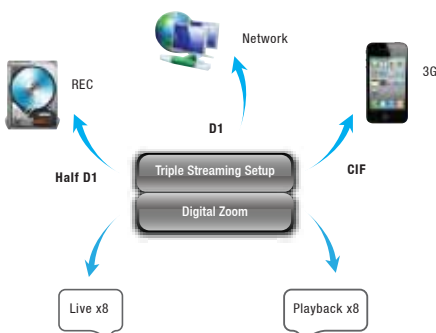 Network
REC
3G
D1
Half D1
Triple Streaming Setup
CIF
Digital Zoom
Live x8
Playback x8